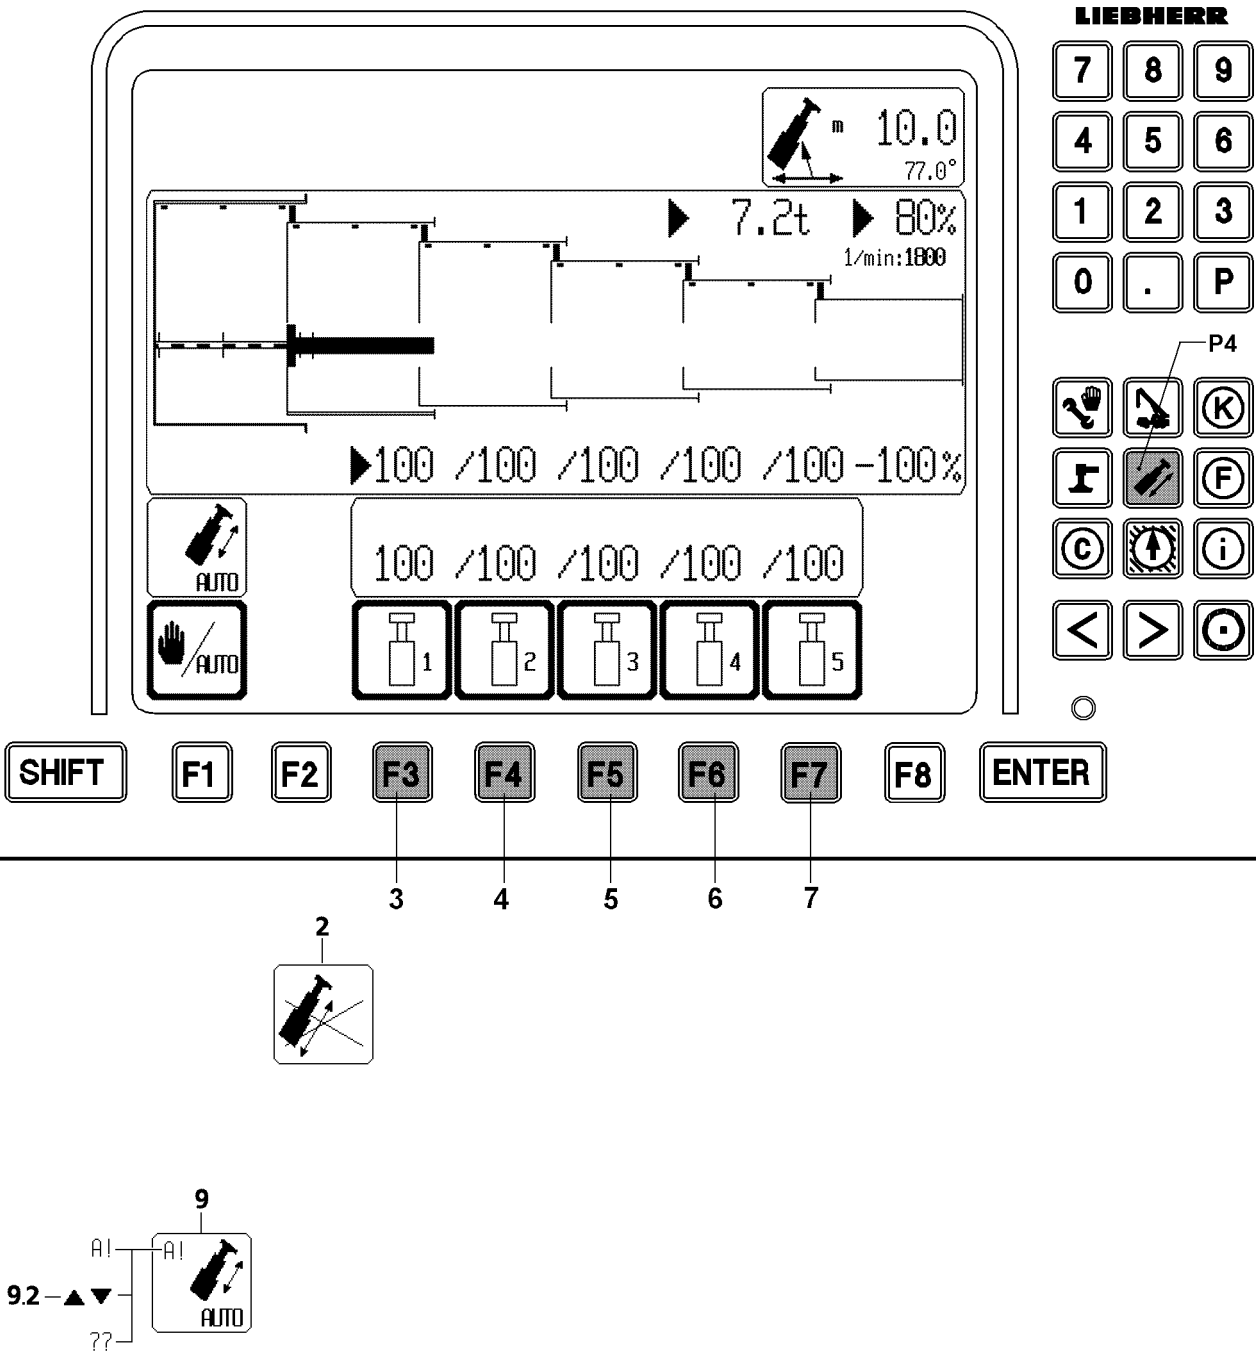 LIEBHERR
7 8 9
m 10.0
77.0°
4 5 6
7.2t 80%
1/min:1800
1 2 3
0 . P
P4
K
100 /100 /100 /100 /100 -100%
F
AUTO
100 /100 /100 /100 /100
C i
/AUTO 1 2 3 4 5
< >
SHIFT F1 F2 F3 F4 F5 F6 F7 F8 ENTER
3 4 5 6 7
2
9
A! A!
9.2
AUTO
??